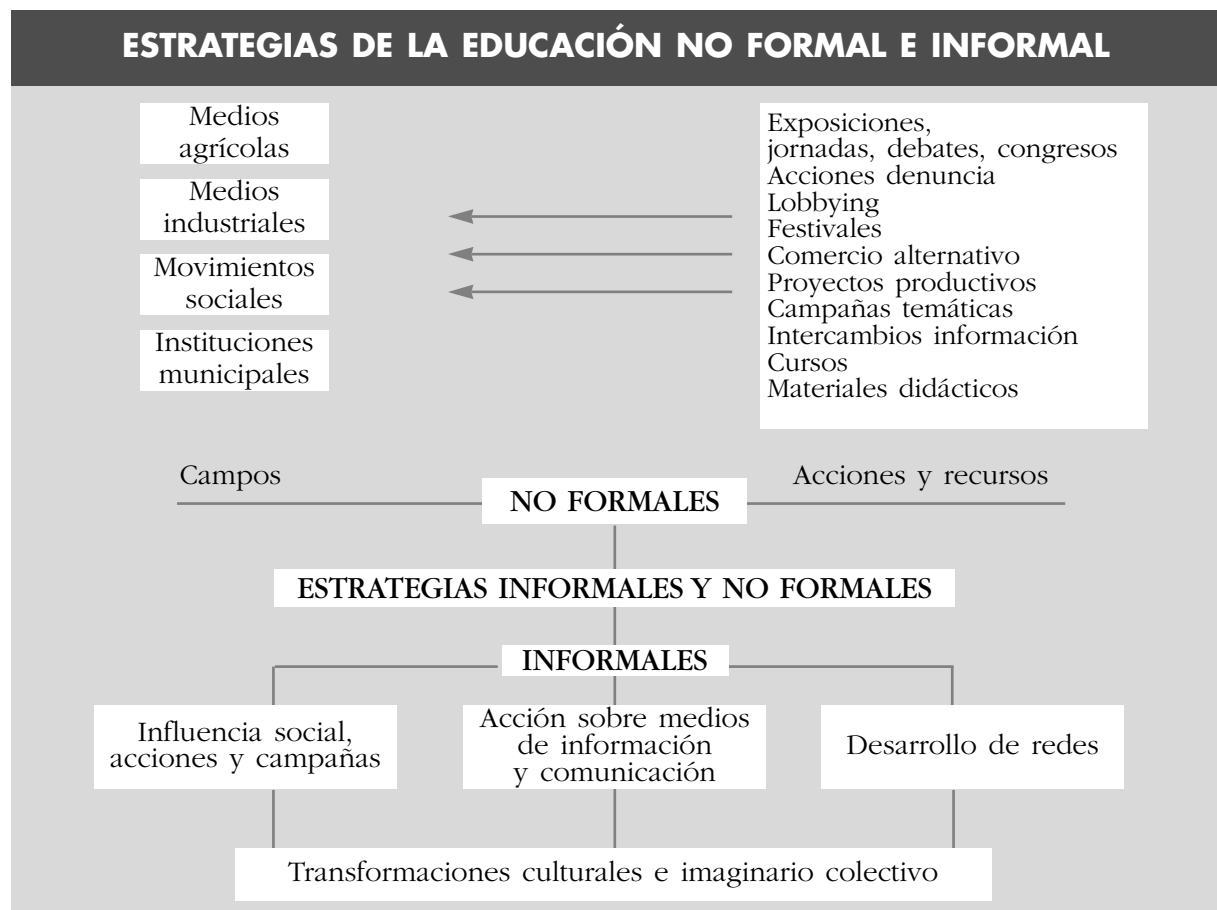 ESTRATEGIAS DE LA EDUCACIÓN NO FORMAL E INFORMAL
Medios
agrícolas
Medios
industriales
Movimientos
sociales
Instituciones
municipales
Exposiciones,
jornadas, debates, congresos
Acciones denuncia
Lobbying
Festivales
Comercio alternativo
Proyectos productivos
Campañas temáticas
Intercambios información
Cursos
Materiales didácticos
Campos
Acciones y recursos
NO FORMALES
ESTRATEGIAS INFORMALES Y NO FORMALES
INFORMALES
Influencia social,
acciones y campañas
Acción sobre medios
de información
y comunicación
Desarrollo de redes
Transformaciones culturales e imaginario colectivo